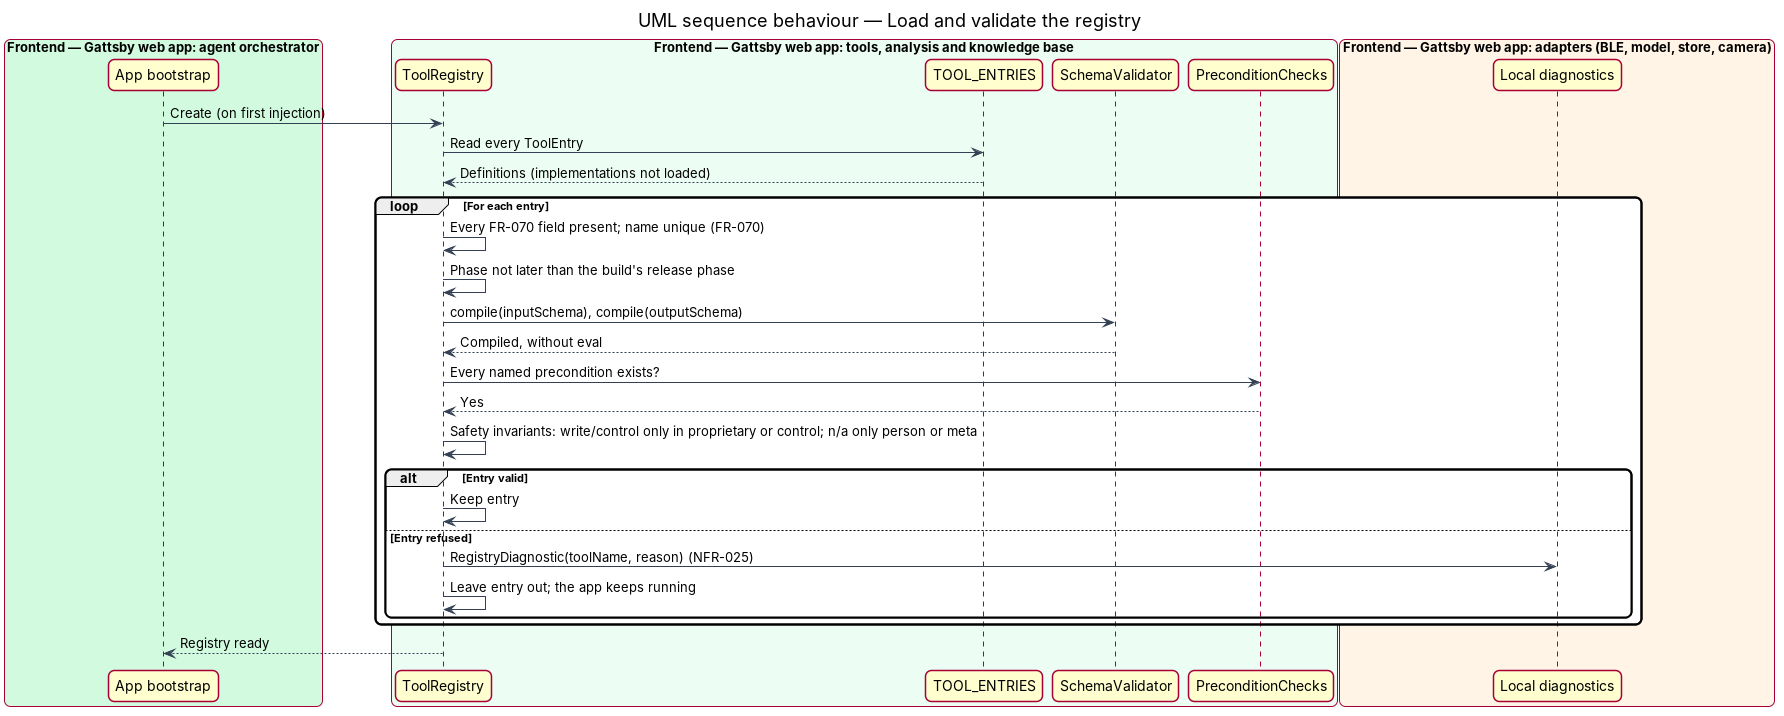 UML sequence behaviour — Load and validate the registry
Frontend — Gattsby web app: agent orchestrator
Frontend — Gattsby web app: tools, analysis and knowledge base
Frontend — Gattsby web app: adapters (BLE, model, store, camera)
App bootstrap
ToolRegistry
TOOL_ENTRIES
SchemaValidator
PreconditionChecks
Local diagnostics
Create (on first injection)
Read every ToolEntry
Definitions (implementations not loaded)
loop
[For each entry]
Every FR-070 field present; name unique (FR-070)
Phase not later than the build's release phase
compile(inputSchema), compile(outputSchema)
Compiled, without eval
Every named precondition exists?
Yes
Safety invariants: write/control only in proprietary or control; n/a only person or meta
alt
[Entry valid]
Keep entry
[Entry refused]
RegistryDiagnostic(toolName, reason) (NFR-025)
Leave entry out; the app keeps running
Registry ready
App bootstrap
ToolRegistry
TOOL_ENTRIES
SchemaValidator
PreconditionChecks
Local diagnostics